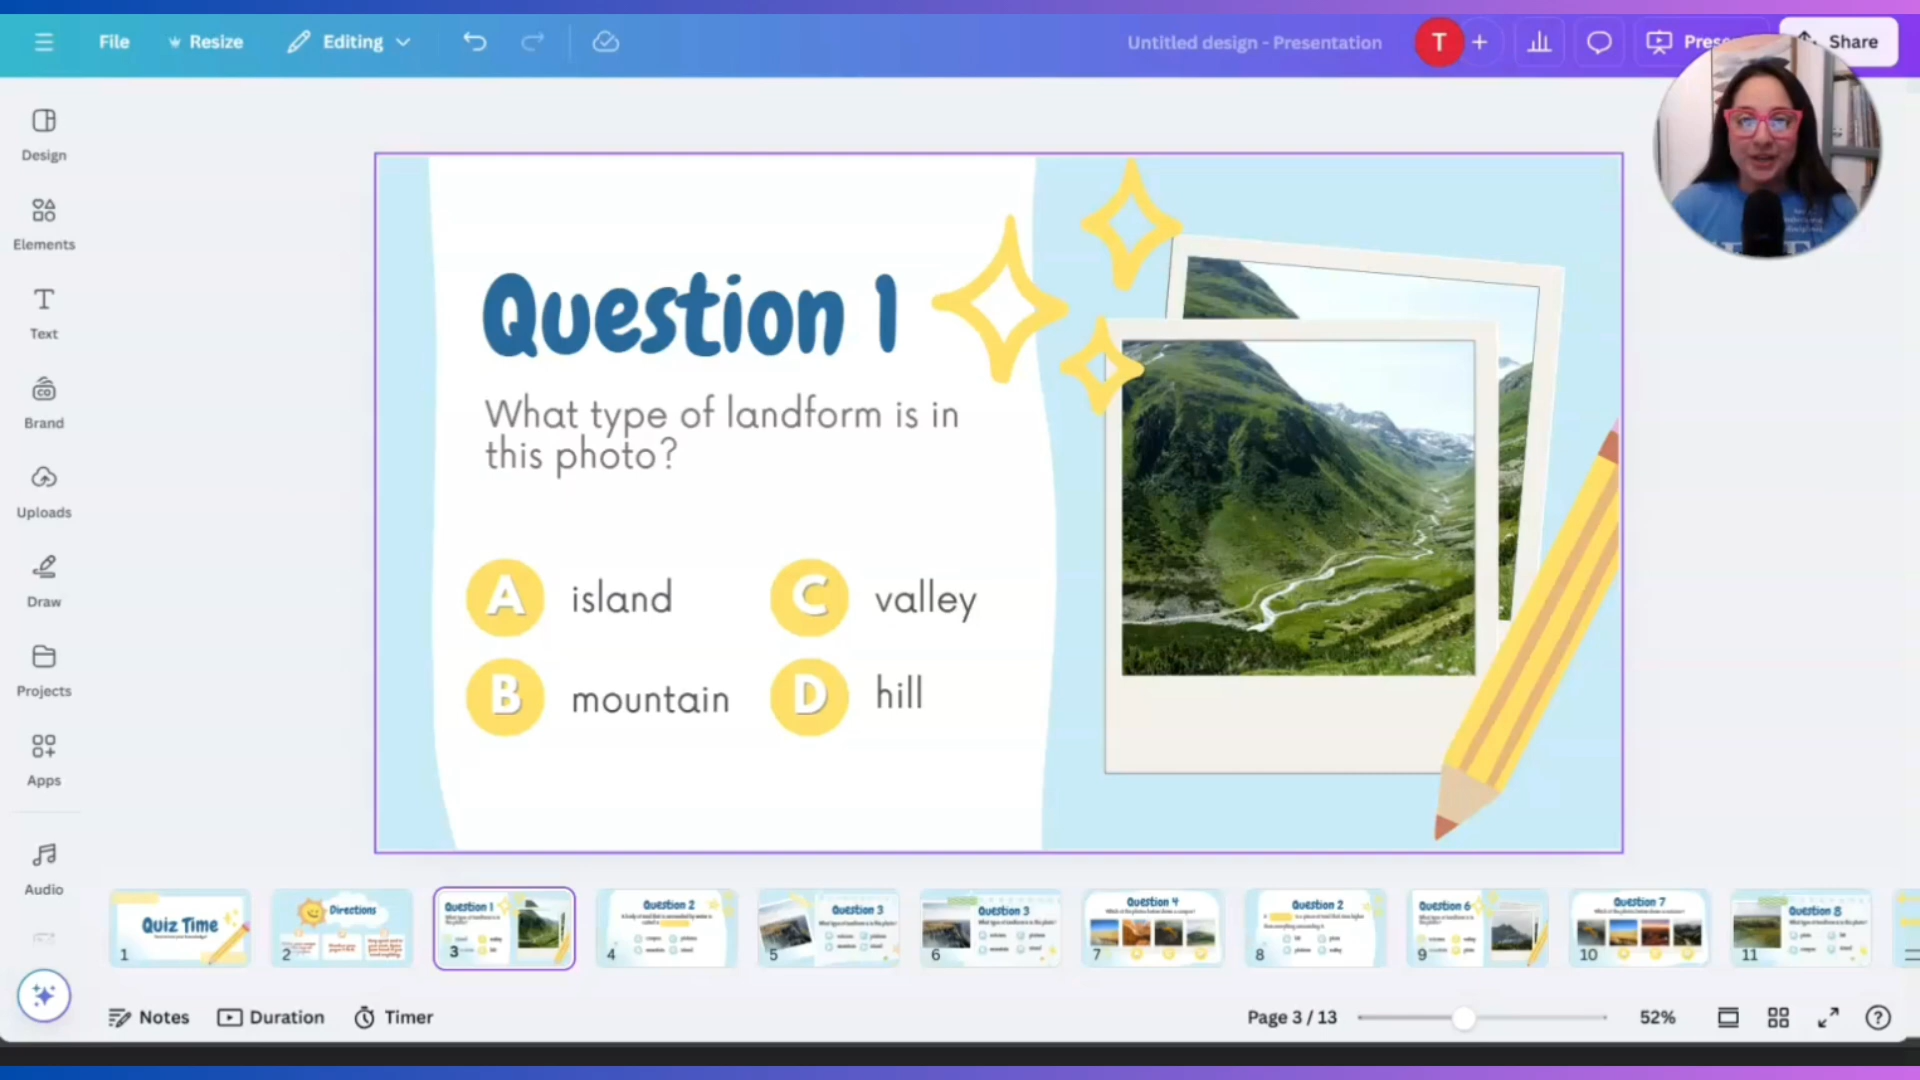 File
Resize
Editing
Untitled design - Presentation
T
Share
Design
Elements
Text
Brand
Uploads
Draw
Projects
Apps
Audio
Question 1
What type of landform is in
this photo?
A island
C valley
B mountain
D hill
Quiz Time
1
Directions
2
Question 1
3
Question 2
4
Question 3
5
Question 3
6
Question 4
7
Question 2
8
Question 6
9
Question 7
10
Question 8
11
Notes
Duration
Timer
Page 3 / 13
52%